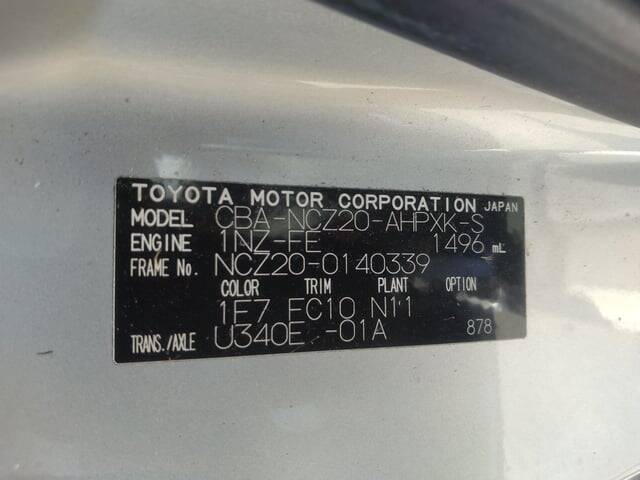 TOYOTA MOTOR CORPORATION JAPAN
MODEL CBA-NCZ20-AHPXK-S
ENGINE 1NZ-FE 1496 mL
FRAME No. NCZ20-0140339
COLOR TRIM PLANT OPTION
1E7 FC10 N11
TRANS./AXLE U340E -01A 878